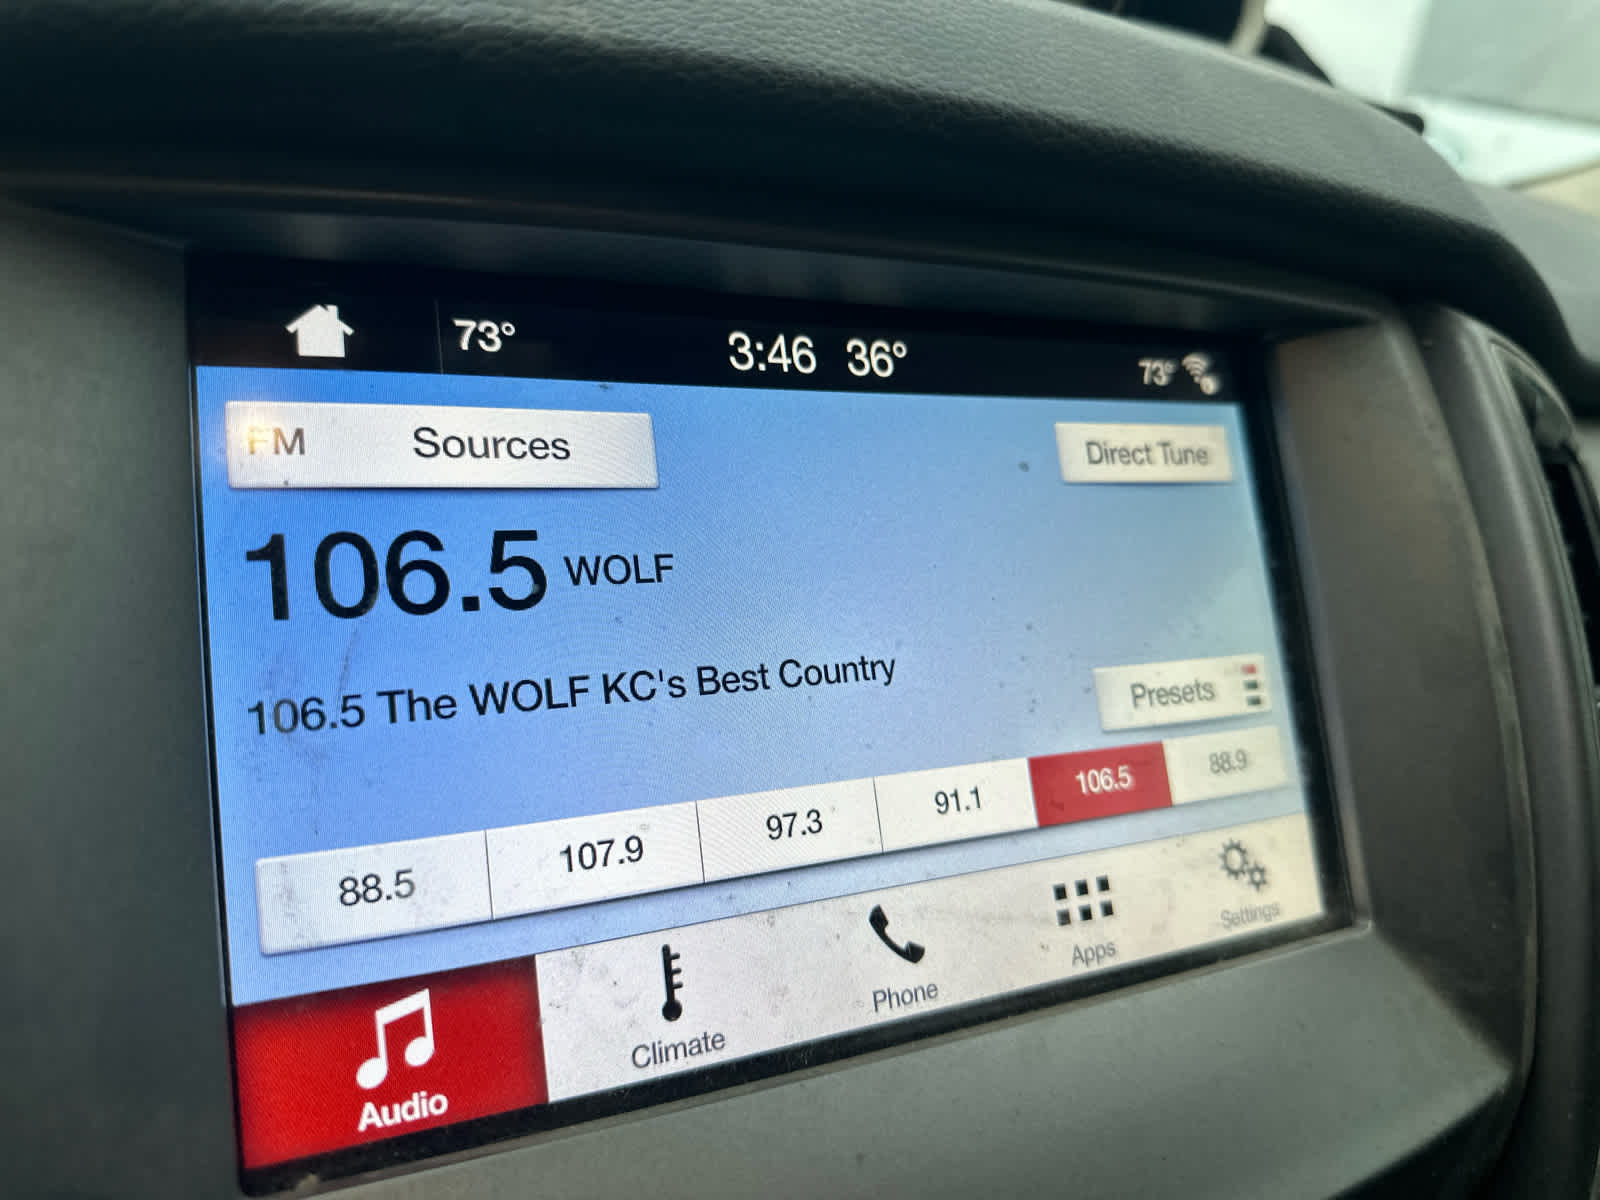 73° 3:46 36° 73°
FM Sources Direct Tune
106.5 WOLF
106.5 The WOLF KC's Best Country
Presets
88.5 107.9 97.3 91.1 106.5 88.9
Audio Climate Phone Apps Settings